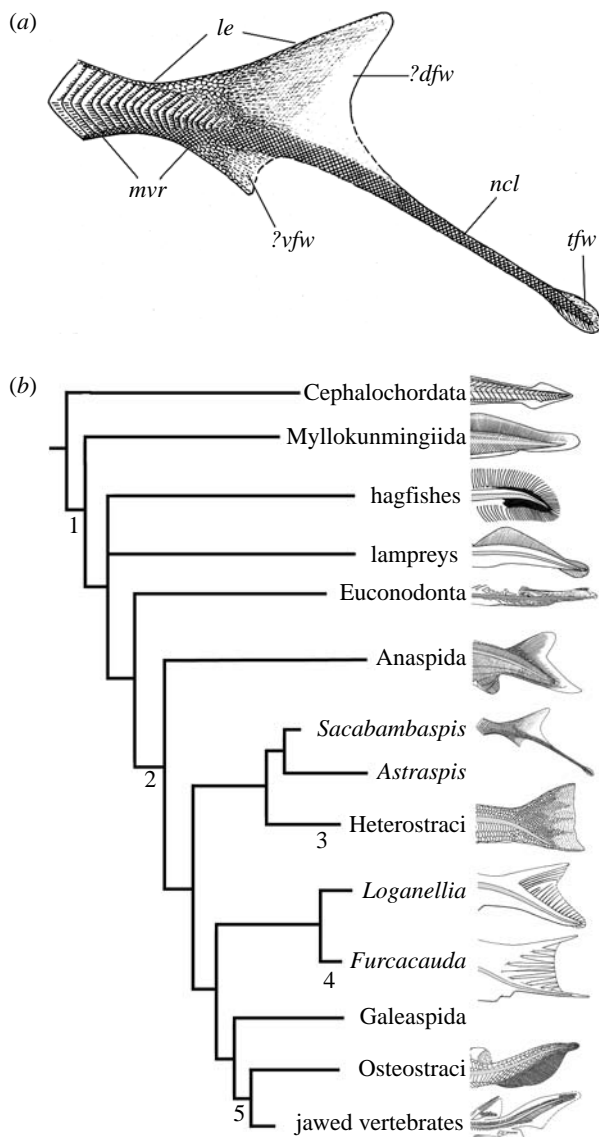 (a)
le
?dfw
mvr
ncl
?vfw
tfw
(b)
Cephalochordata
Myllokunmingiida
1
hagfishes
lampreys
Euconodonta
Anaspida
Sacabambaspis
2
Astraspis
3
Heterostraci
Loganellia
Furcacauda
4
Galeaspida
Osteostraci
5
jawed vertebrates